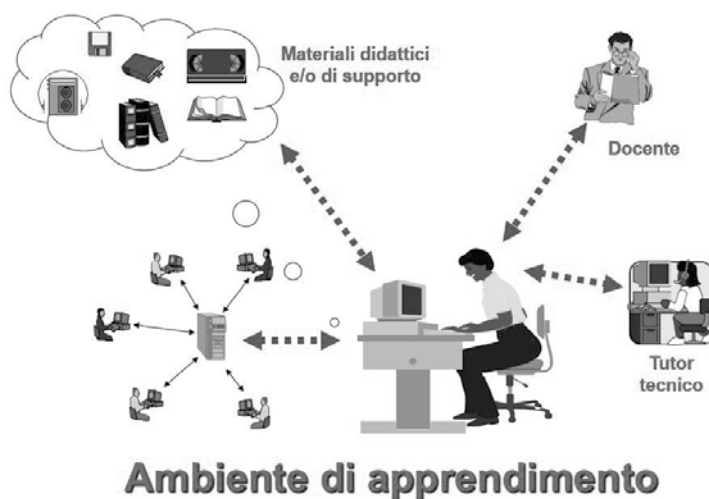 Materiali didattici
e/o di supporto
Docente
Tutor
tecnico
Ambiente di apprendimento